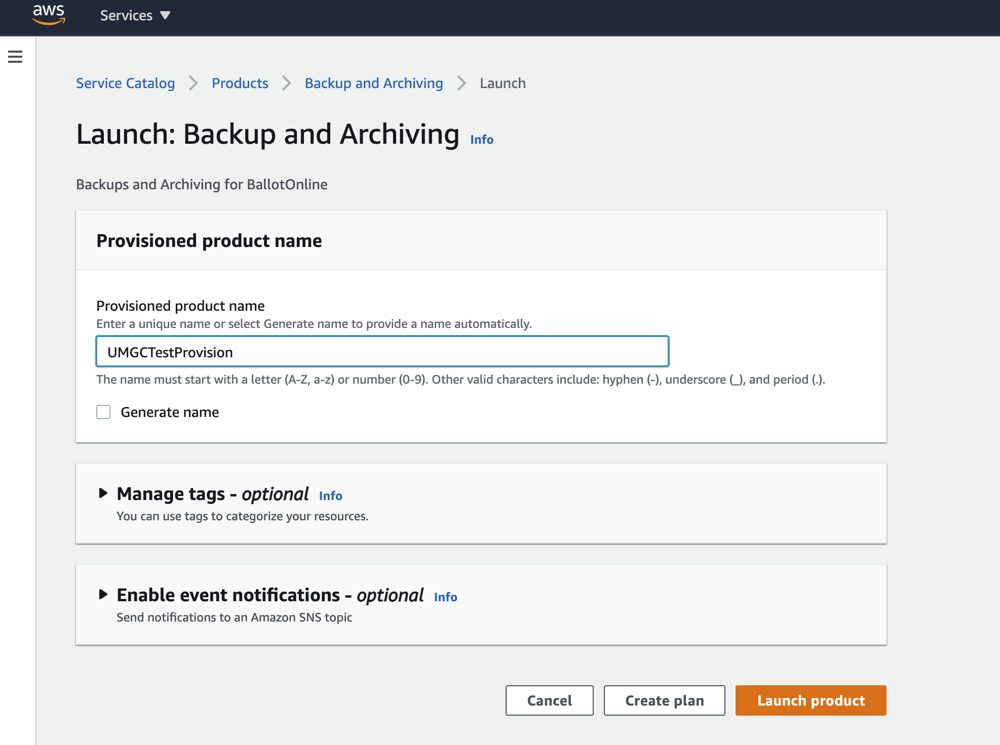 aws Services
Service Catalog Products Backup and Archiving Launch
Launch: Backup and Archiving Info
Backups and Archiving for BallotOnline
Provisioned product name
Provisioned product name
Enter a unique name or select Generate name to provide a name automatically.
UMGCTestProvision
The name must start with a letter (A-Z, a-z) or number (0-9). Other valid characters include: hyphen (-), underscore (_), and period (.).
Generate name
Manage tags - optional Info
You can use tags to categorize your resources.
Enable event notifications - optional Info
Send notifications to an Amazon SNS topic
Cancel Create plan Launch product